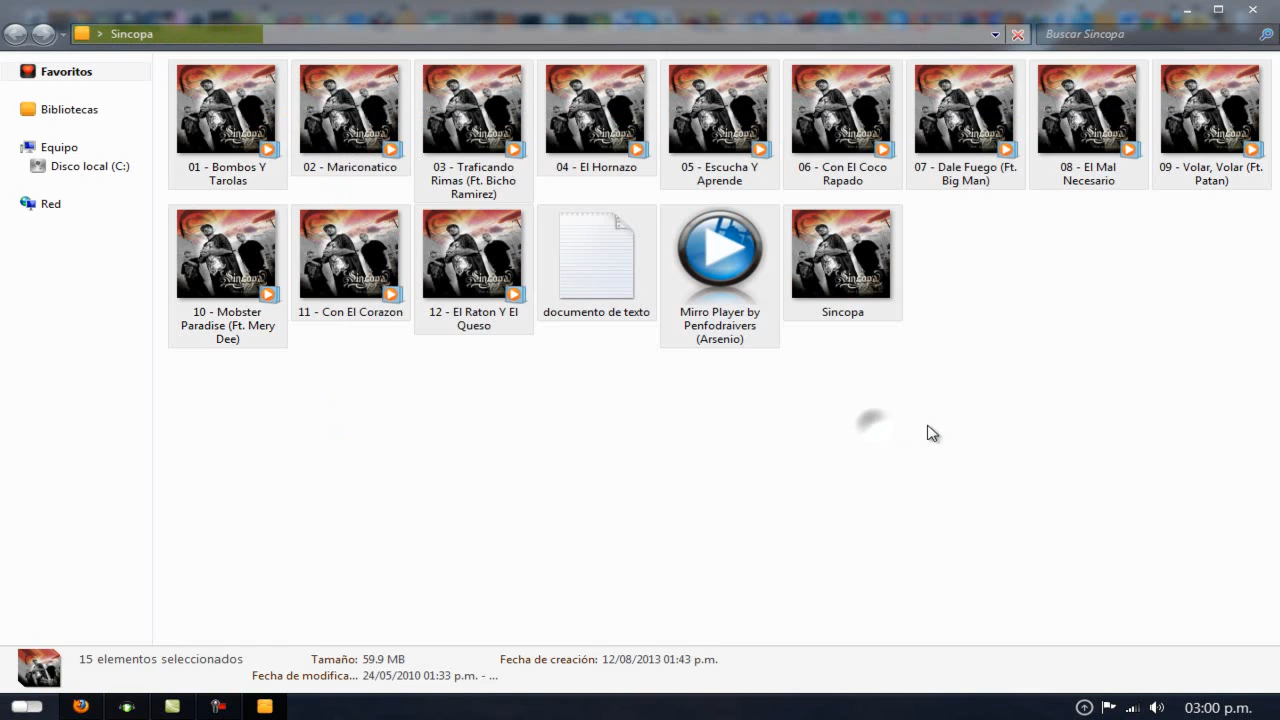 Sincopa
Buscar Sincopa
Favoritos
Bibliotecas
Equipo
Disco local (C:)
Red
01 - Bombos Y
Tarolas
02 - Mariconatico
03 - Traficando
Rimas (Ft. Bicho
Ramirez)
04 - El Hornazo
05 - Escucha Y
Aprende
06 - Con El Coco
Rapado
07 - Dale Fuego (Ft.
Big Man)
08 - El Mal
Necesario
09 - Volar, Volar (Ft.
Patan)
10 - Mobster
Paradise (Ft. Mery
Dee)
11 - Con El Corazon
12 - El Raton Y El
Queso
documento de texto
Mirro Player by
Penfodraivers
(Arsenio)
Sincopa
15 elementos seleccionados
Tamaño: 59.9 MB
Fecha de creación: 12/08/2013 01:43 p.m.
Fecha de modifica... 24/05/2010 01:33 p.m. - ...
03:00 p.m.